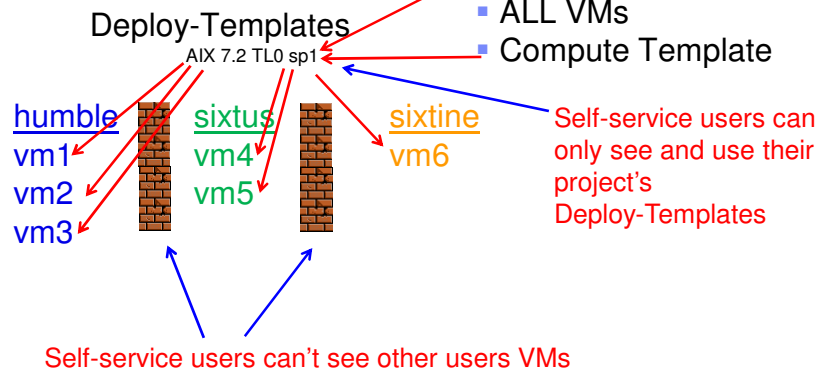 Deploy-Templates
AIX 7.2 TL0 sp1
▪ ALL VMs
▪ Compute Template
humble
vm1
vm2
vm3
sixtus
vm4
vm5
sixtine
vm6
Self-service users can
only see and use their
project's
Deploy-Templates
Self-service users can't see other users VMs